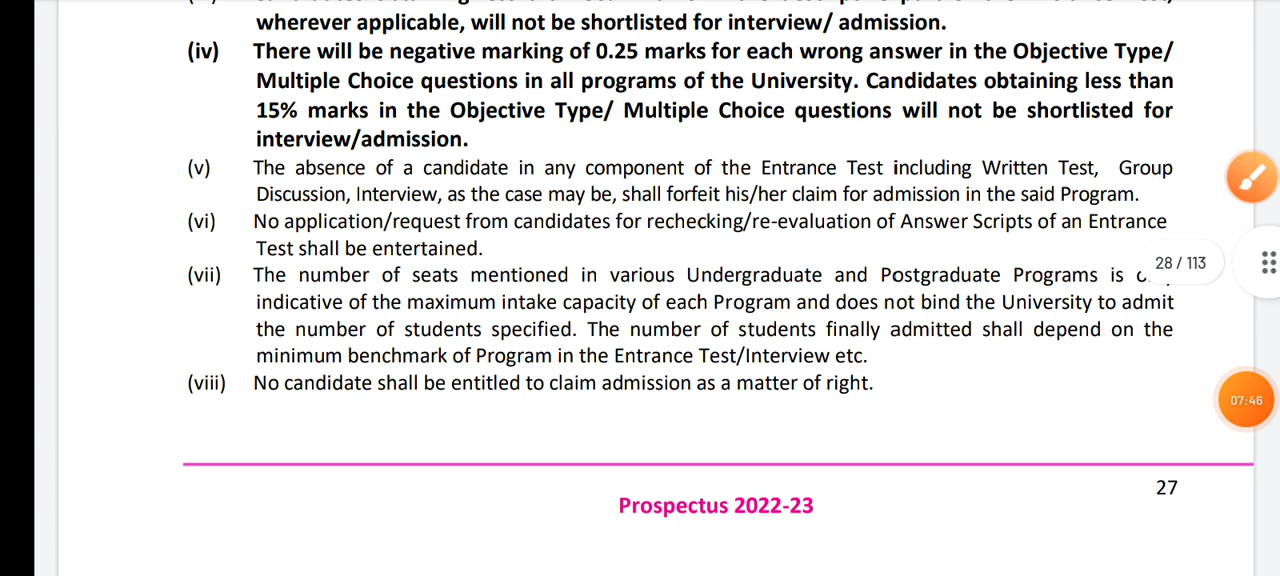 wherever applicable, will not be shortlisted for interview/ admission.
(iv) There will be negative marking of 0.25 marks for each wrong answer in the Objective Type/
Multiple Choice questions in all programs of the University. Candidates obtaining less than
15% marks in the Objective Type/ Multiple Choice questions will not be shortlisted for
interview/admission.
(v) The absence of a candidate in any component of the Entrance Test including Written Test, Group
Discussion, Interview, as the case may be, shall forfeit his/her claim for admission in the said Program.
(vi) No application/request from candidates for rechecking/re-evaluation of Answer Scripts of an Entrance
Test shall be entertained.
28 / 113
(vii) The number of seats mentioned in various Undergraduate and Postgraduate Programs is
indicative of the maximum intake capacity of each Program and does not bind the University to admit
the number of students specified. The number of students finally admitted shall depend on the
minimum benchmark of Program in the Entrance Test/Interview etc.
(viii) No candidate shall be entitled to claim admission as a matter of right.
07:46
27
Prospectus 2022-23